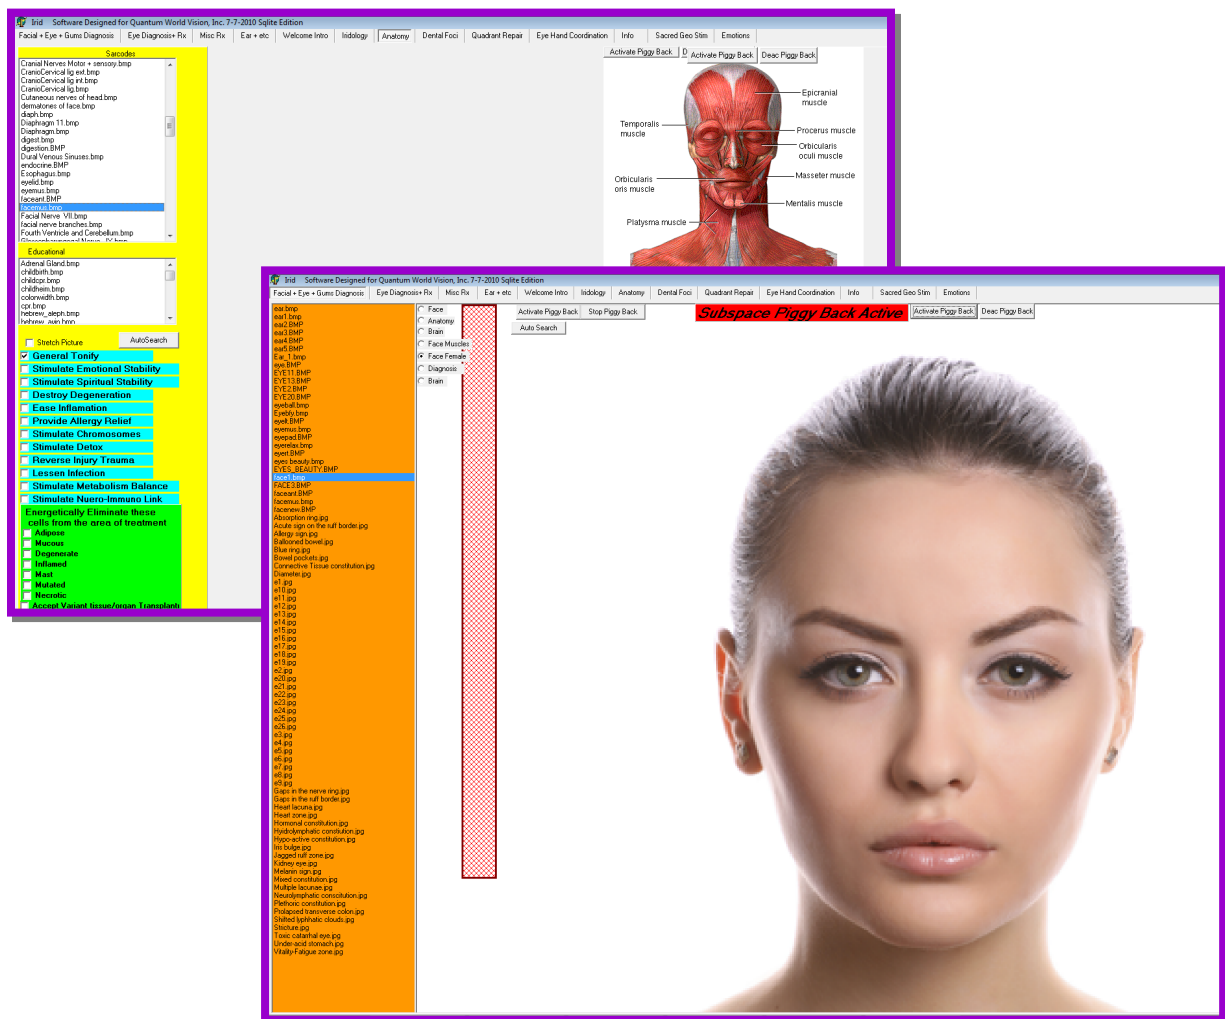 Irid Software Designed for Quantum World Vision, Inc. 7-7-2010 Sqlite Edition
Facial + Eye + Gums Diagnosis Eye Diagnosis+ Rx Misc Rx Ear + etc Welcome Intro Iridology Anatomy Dental Foci Quadrant Repair Eye Hand Coordination Info Sacred Geo Stim Emotions
Sarcodes
Cranial Nerves Motor + sensory.bmp
CranioCervical lig ext.bmp
CranioCervical lig int.bmp
CranioCervical lig.bmp
Cutaneous nerves of head.bmp
dermatones of face.bmp
diaph.bmp
Diaphragm 11.bmp
Diaphragm.bmp
digest.bmp
digestion.BMP
Dural Venous Sinuses.bmp
endocrine.BMP
Esophagus.bmp
eyelid.bmp
eyemus.bmp
faceant.BMP
facemus.bmp
Facial Nerve VII.bmp
facial nerve branches.bmp
Fourth Ventricle and Cerebellum.bmp
Educational
Adrenal Gland.bmp
childbirth.bmp
childcpr.bmp
childheim.bmp
colonwidth.bmp
cpr.bmp
hebrew_aleph.bmp
hebrew_ayin.bmp
Stretch Picture AutoSearch
General Tonify
Stimulate Emotional Stability
Stimulate Spiritual Stability
Destroy Degeneration
Ease Inflamation
Provide Allergy Relief
Stimulate Chromosomes
Stimulate Detox
Reverse Injury Trauma
Lessen Infection
Stimulate Metabolism Balance
Stimulate Nuero-Immuno Link
Energetically Eliminate these
cells from the area of treatment
Adipose
Mucous
Degenerate
Inflamed
Mast
Mutated
Necrotic
Accept Variant tissue/organ Transplant
Activate Piggy Back D Activate Piggy Back Deac Piggy Back
Epicranial
muscle
Temporalis
muscle
Procerus muscle
Orbicularis
oculi muscle
Masseter muscle
Orbicularis
oris muscle
Mentalis muscle
Platysma muscle
Irid Software Designed for Quantum World Vision, Inc. 7-7-2010 Sqlite Edition
Facial + Eye + Gums Diagnosis Eye Diagnosis+ Rx Misc Rx Ear + etc Welcome Intro Iridology Anatomy Dental Foci Quadrant Repair Eye Hand Coordination Info Sacred Geo Stim Emotions
ear.bmp
ear1.bmp
ear2.BMP
ear3.BMP
ear4.BMP
ear5.BMP
Ear_1.bmp
eye.BMP
EYE11.BMP
EYE13.BMP
EYE2.BMP
EYE20.BMP
eyeball.bmp
Eyebfy.bmp
eyelt.BMP
eyemus.bmp
eyepad.BMP
eyerelax.bmp
eyert.BMP
eyes beauty.bmp
EYES_BEAUTY.BMP
face1.bmp
FACE3.BMP
faceant.BMP
facemus.bmp
facenew.BMP
Absorption ring.jpg
Acute sign on the ruff border.jpg
Allergy sign.jpg
Ballooned bowel.jpg
Blue ring.jpg
Bowel pockets.jpg
Connective Tissue constitution.jpg
Diameter.jpg
e1.jpg
e10.jpg
e11.jpg
e12.jpg
e13.jpg
e14.jpg
e15.jpg
e16.jpg
e17.jpg
e18.jpg
e19.jpg
e2.jpg
e20.jpg
e21.jpg
e22.jpg
e23.jpg
e24.jpg
e25.jpg
e26.jpg
e3.jpg
e4.jpg
e5.jpg
e6.jpg
e7.jpg
e8.jpg
e9.jpg
Gaps in the nerve ring.jpg
Gaps in the ruff border.jpg
Heart lacuna.jpg
Heart zone.jpg
Hormonal constitution.jpg
Hyidrolymphatic constiution.jpg
Hypo-active constitution.jpg
Iris bulge.jpg
Jagged ruff zone.jpg
Kidney eye.jpg
Melanin sign.jpg
Mixed constitution.jpg
Multiple lacunae.jpg
Neurolymphatic conscitution.jpg
Plethoric constitution.jpg
Prolapsed transverse colon.jpg
Shifted lyphhatic clouds.jpg
Stricture.jpg
Toxic catarrhal eye.jpg
Under-acid stomach.jpg
Vitality-Fatigue zone.jpg
Face
Anatomy
Brain
Face Muscles
Face Female
Diagnosis
Brain
Activate Piggy Back Stop Piggy Back
Auto Search
Subspace Piggy Back Active Activate Piggy Back Deac Piggy Back